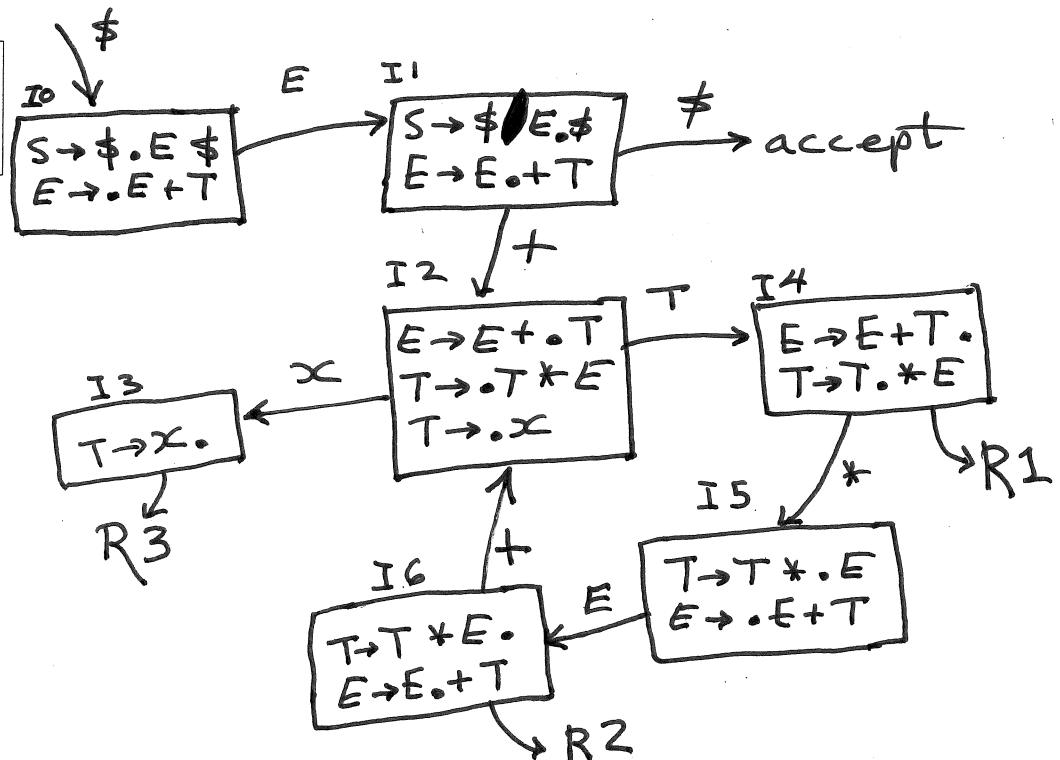 $
I0
S→$.E $
E→.E+T
E
I1
S→$ E.$
E→E.+T
$
accept
+
I2
E→E+.T
T→.T*E
T→.x
T
I4
E→E+T.
T→T.*E
x
I3
T→x.
R3
R1
*
I5
T→T*.E
E→.E+T
E
+
I6
T→T*E.
E→E.+T
R2